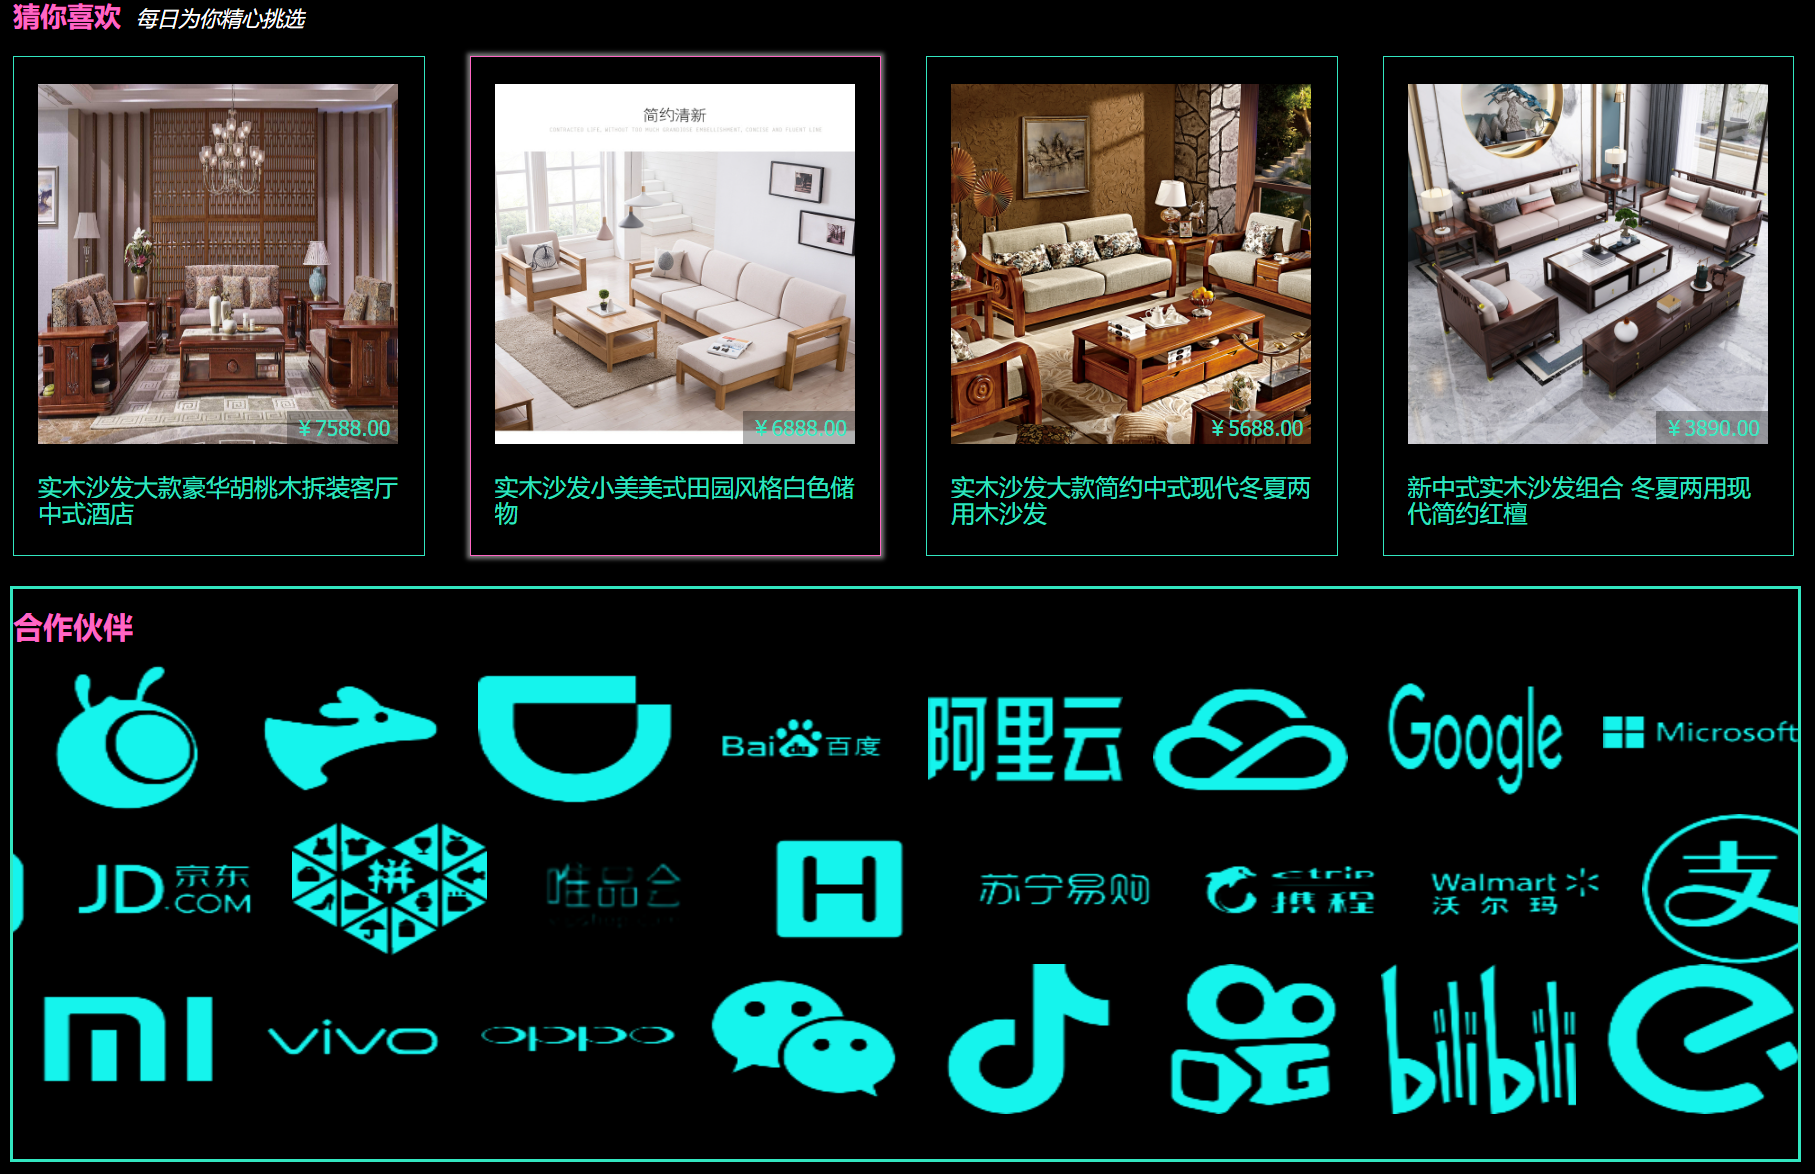 猜你喜欢 每日为你精心挑选
简约清新
￥7588.00
￥6888.00
￥5688.00
￥3890.00
实木沙发大款豪华胡桃木拆装客厅
中式酒店
实木沙发小美美式田园风格白色储
物
实木沙发大款简约中式现代冬夏两
用木沙发
新中式实木沙发组合 冬夏两用现
代简约红檀
合作伙伴
Bai du 百度
阿里云
Google
Microsoft
JD 京东
.COM
拼
唯品会
H
苏宁易购
ctrip
携程
Walmart
沃尔玛
支
mi
vivo
oppo
bilibili
e